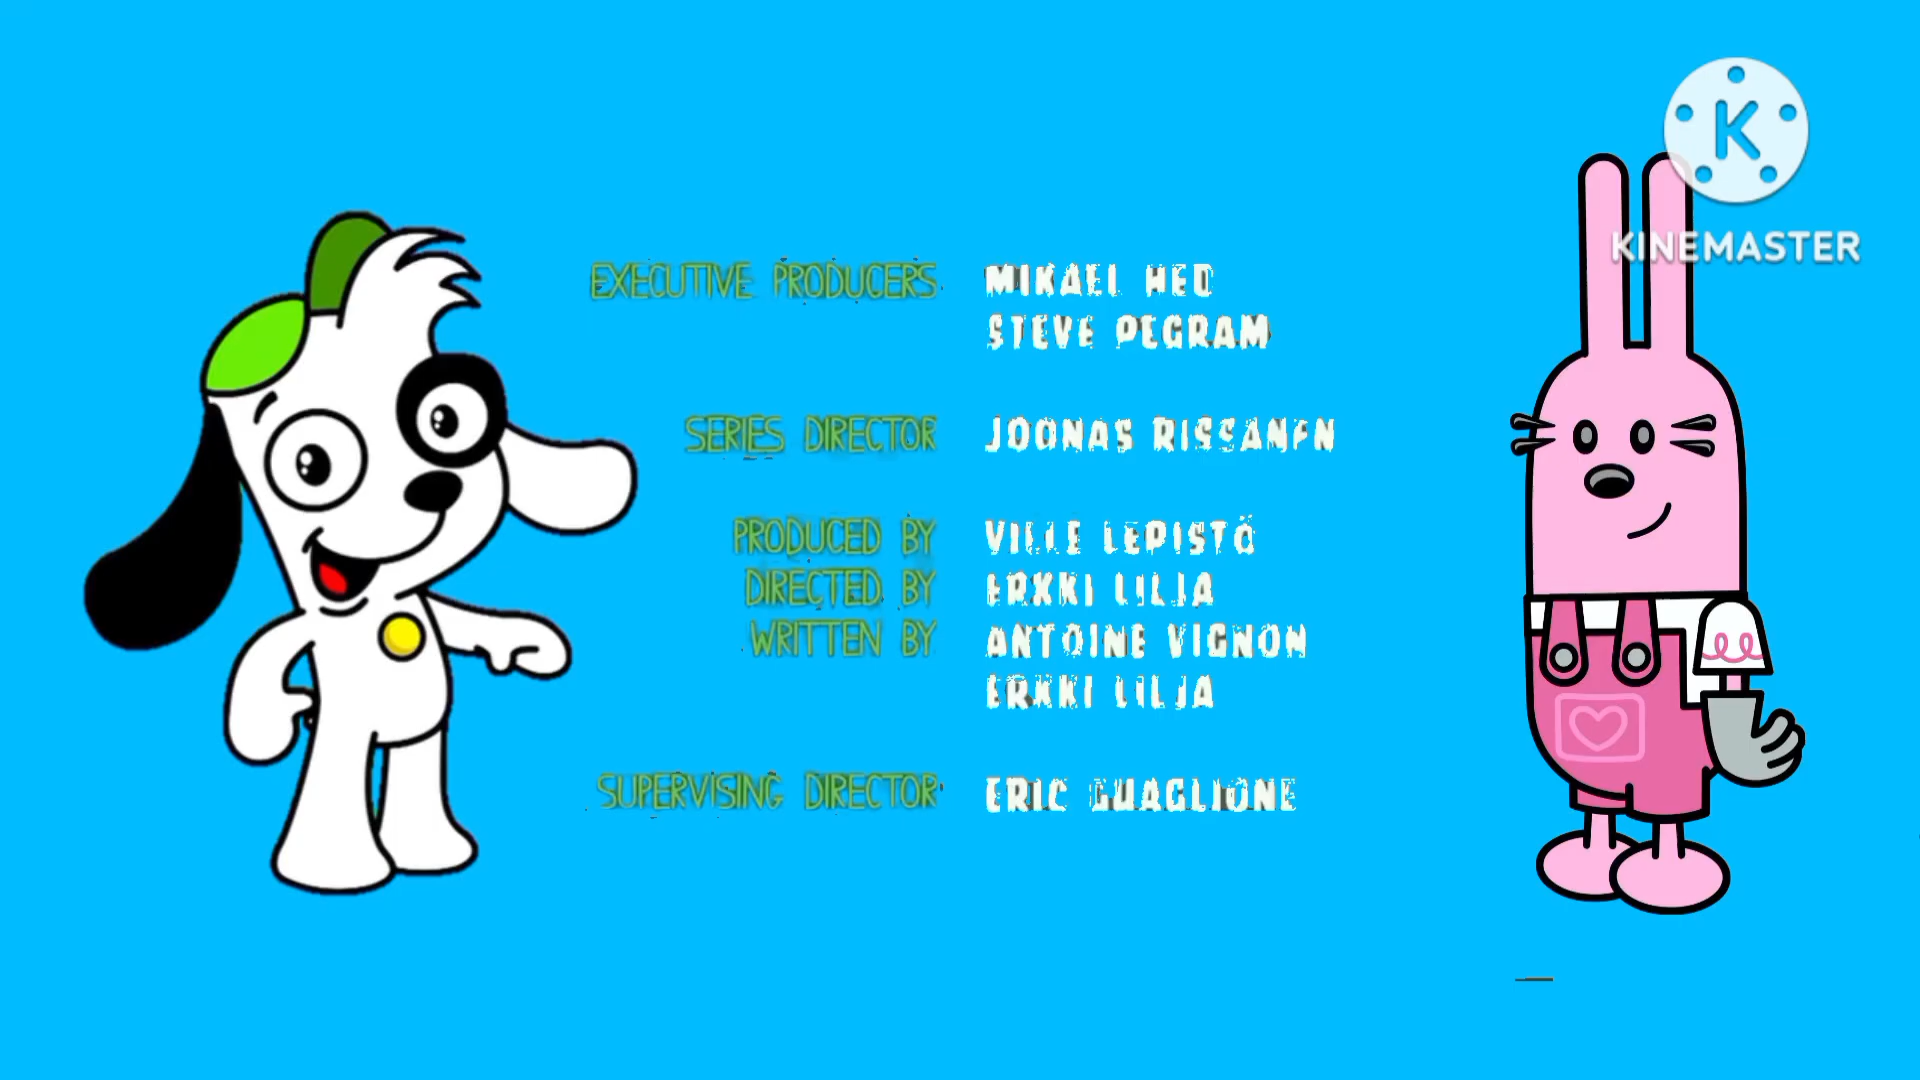 K
KINEMASTER
EXECUTIVE PRODUCERS MIKAEL HED
STEVE PEGRAM
SERIES DIRECTOR JOONAS RISSANEN
PRODUCED BY VILLE LEPISTÖ
DIRECTED BY ERKKI LILJA
WRITTEN BY ANTOINE VIGNON
ERKKI LILJA
SUPERVISING DIRECTOR ERIC GUAGLIONE